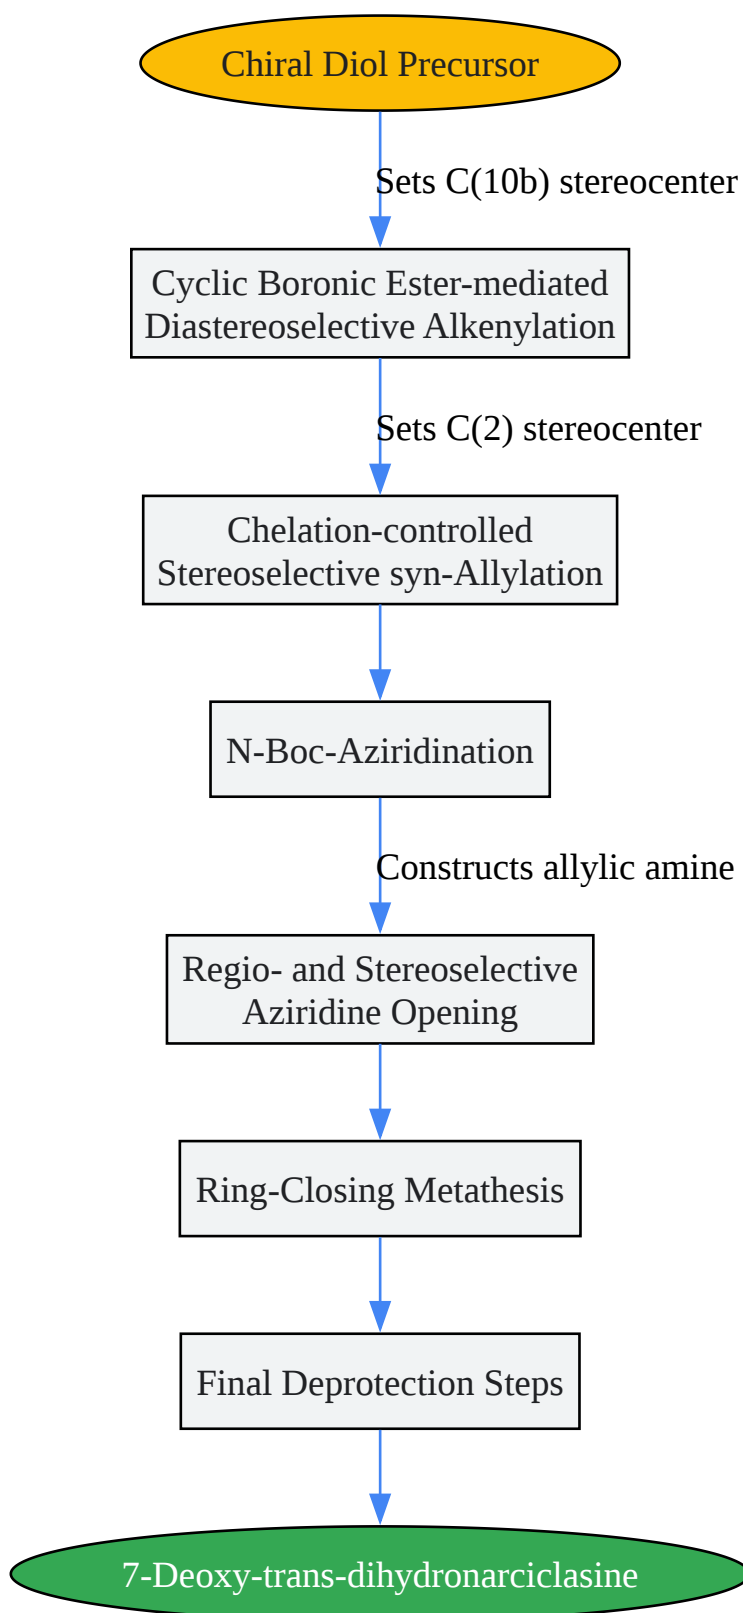 Chiral Diol Precursor
Sets C(10b) stereocenter
Cyclic Boronic Ester-mediated
Diastereoselective Alkenylation
Sets C(2) stereocenter
Chelation-controlled
Stereoselective syn-Allylation
N-Boc-Aziridination
Constructs allylic amine
Regio- and Stereoselective
Aziridine Opening
Ring-Closing Metathesis
Final Deprotection Steps
7-Deoxy-trans-dihydronarciclasine